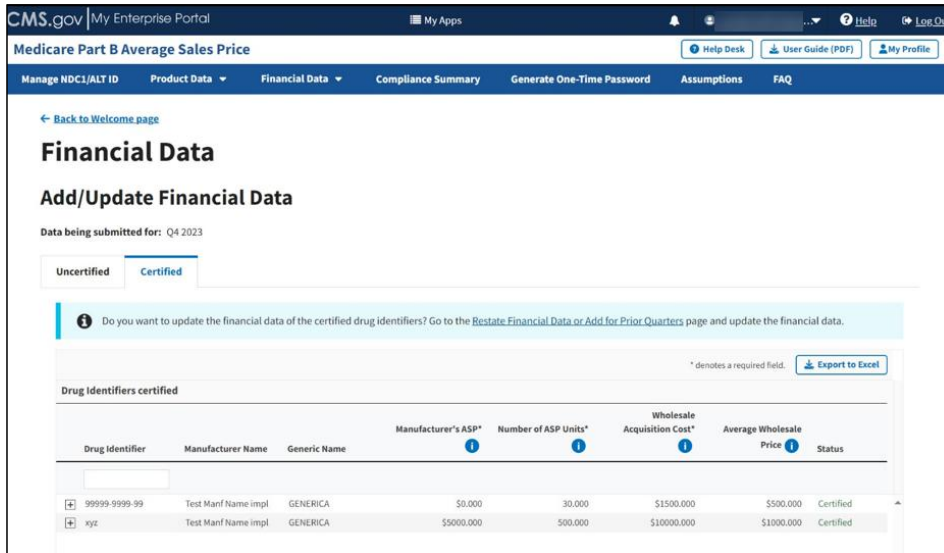 CMS.gov My Enterprise Portal
My Apps
...
Help
Log Ou
Medicare Part B Average Sales Price
Help Desk
User Guide (PDF)
My Profile
Manage NDC1/ALT ID Product Data Financial Data Compliance Summary Generate One-Time Password Assumptions FAQ
Back to Welcome page
Financial Data
Add/Update Financial Data
Data being submitted for: Q4 2023
Uncertified Certified
Do you want to update the financial data of the certified drug identifiers? Go to the Restate Financial Data or Add for Prior Quarters page and update the financial data.
* denotes a required field. Export to Excel
Drug Identifiers certified
Drug Identifier Manufacturer Name Generic Name Manufacturer's ASP* Number of ASP Units* Wholesale Acquisition Cost* Average Wholesale Price Status
99999-9999-99 Test Manf Name impl GENERICA $0.000 30.000 $1500.000 $500.000 Certified
xyz Test Manf Name impl GENERICA $5000.000 500.000 $10000.000 $1000.000 Certified